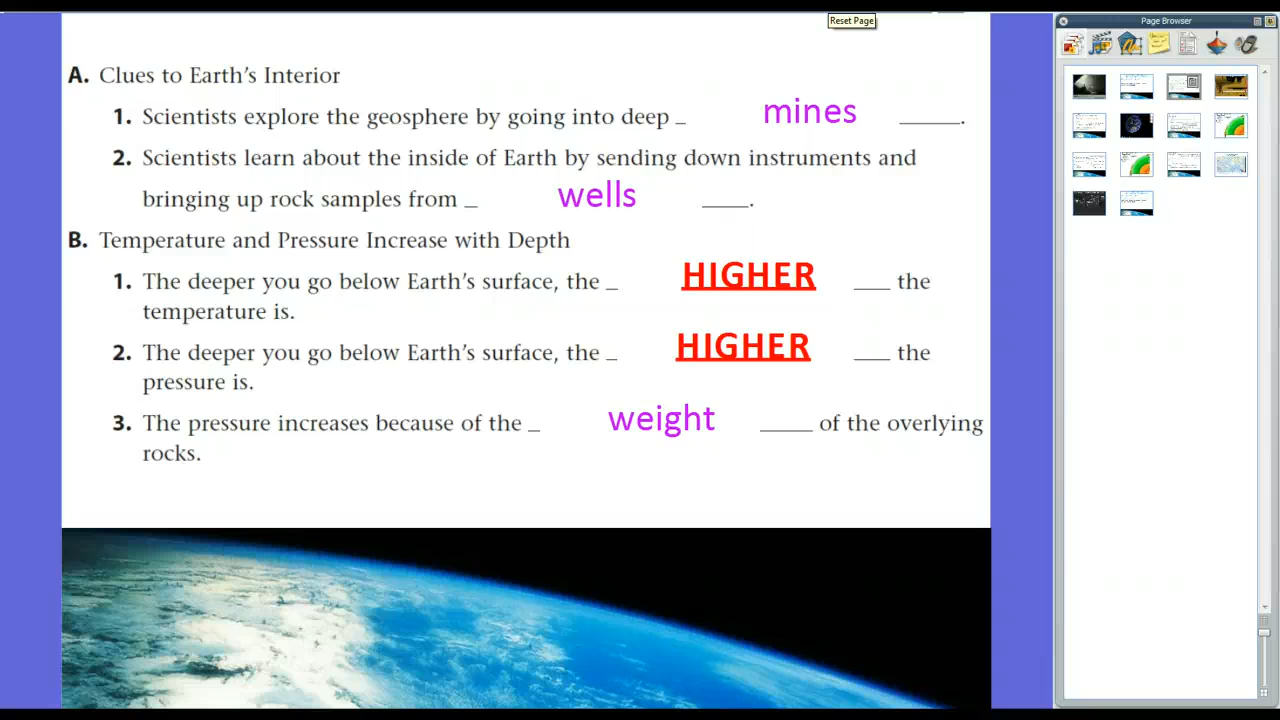 Reset Page
Page Browser
A. Clues to Earth's Interior
1. Scientists explore the geosphere by going into deep _ mines _____.
2. Scientists learn about the inside of Earth by sending down instruments and
bringing up rock samples from _ wells ____.
B. Temperature and Pressure Increase with Depth
1. The deeper you go below Earth's surface, the _ HIGHER ___ the
temperature is.
2. The deeper you go below Earth's surface, the _ HIGHER ___ the
pressure is.
3. The pressure increases because of the _ weight ____ of the overlying
rocks.